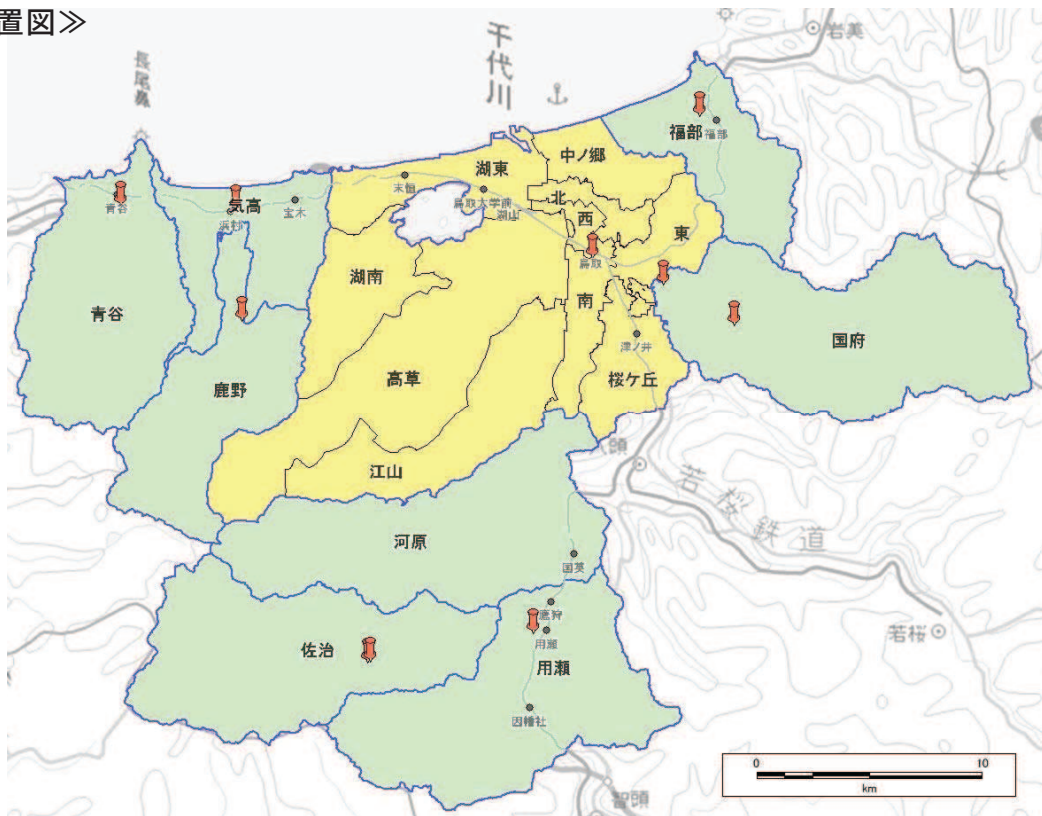 置図≫
千代川
長尾鼻
岩美
福部
福部
中ノ郷
湖東
末恒
鳥取大学前
湖山
北
西
東
青谷
気高
浜村
宝木
鳥取
湖南
南
青谷
国府
津ノ井
鹿野
高草
桜ケ丘
八頭
若桜鉄道
江山
河原
国英
鷹狩
用瀬
若桜
佐治
用瀬
因幡社
智頭
0 10
km